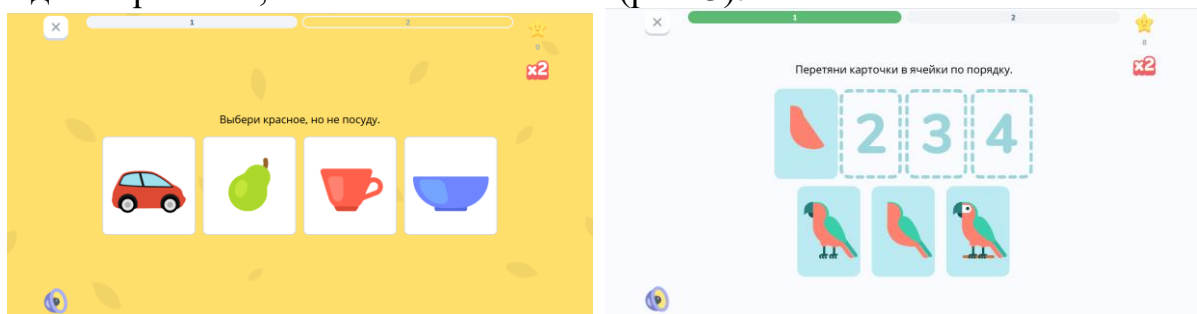 1
2
0
x2
Выбери красное, но не посуду.
1
2
8
x2
Перетяни карточки в ячейки по порядку.
2 3 4